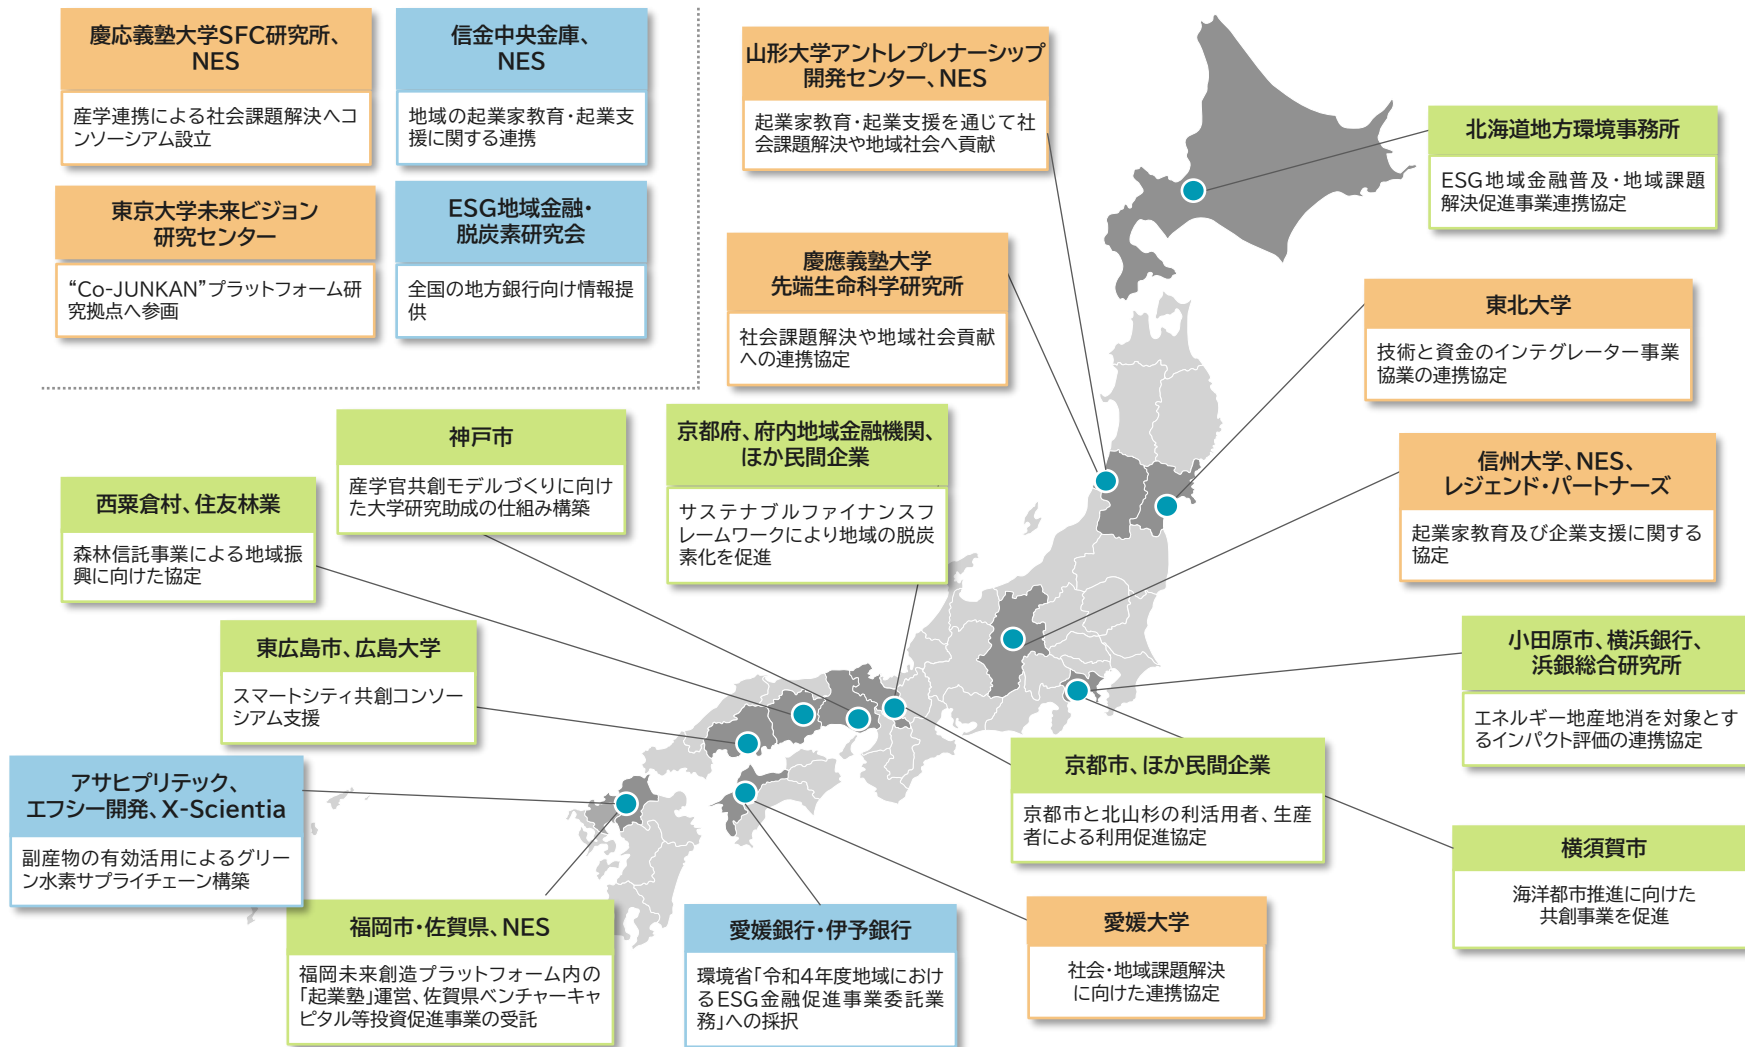 慶応義塾大学SFC研究所、
NES
産学連携による社会課題解決へコ
ンソーシアム設立
信金中央金庫、
NES
地域の起業家教育・起業支
援に関する連携
東京大学未来ビジョン
研究センター
“Co-JUNKAN”プラットフォーム研
究拠点へ参画
ESG地域金融・
脱炭素研究会
全国の地方銀行向け情報提
供
山形大学アントレプレナーシップ
開発センター、NES
起業家教育・起業支援を通じて社
会課題解決や地域社会へ貢献
北海道地方環境事務所
ESG地域金融普及・地域課題
解決促進事業連携協定
慶應義塾大学
先端生命科学研究所
社会課題解決や地域社会貢献
への連携協定
東北大学
技術と資金のインテグレーター事業
協業の連携協定
神戸市
産学官共創モデルづくりに向け
た大学研究助成の仕組み構築
京都府、府内地域金融機関、
ほか民間企業
サステナブルファイナンスフ
レームワークにより地域の脱炭
素化を促進
信州大学、NES、
レジェンド・パートナーズ
起業家教育及び企業支援に関する
協定
西粟倉村、住友林業
森林信託事業による地域振
興に向けた協定
東広島市、広島大学
スマートシティ共創コンソー
シアム支援
小田原市、横浜銀行、
浜銀総合研究所
エネルギー地産地消を対象とす
るインパクト評価の連携協定
アサヒプリテック、
エフシー開発、X-Scientia
副産物の有効活用によるグリー
ン水素サプライチェーン構築
京都市、ほか民間企業
京都市と北山杉の利活用者、生産
者による利用促進協定
横須賀市
海洋都市推進に向けた
共創事業を促進
福岡市・佐賀県、NES
福岡未来創造プラットフォーム内の
「起業塾」運営、佐賀県ベンチャーキャ
ピタル等投資促進事業の受託
愛媛銀行・伊予銀行
環境省「令和4年度地域におけ
るESG金融促進事業委託業
務」への採択
愛媛大学
社会・地域課題解決
に向けた連携協定